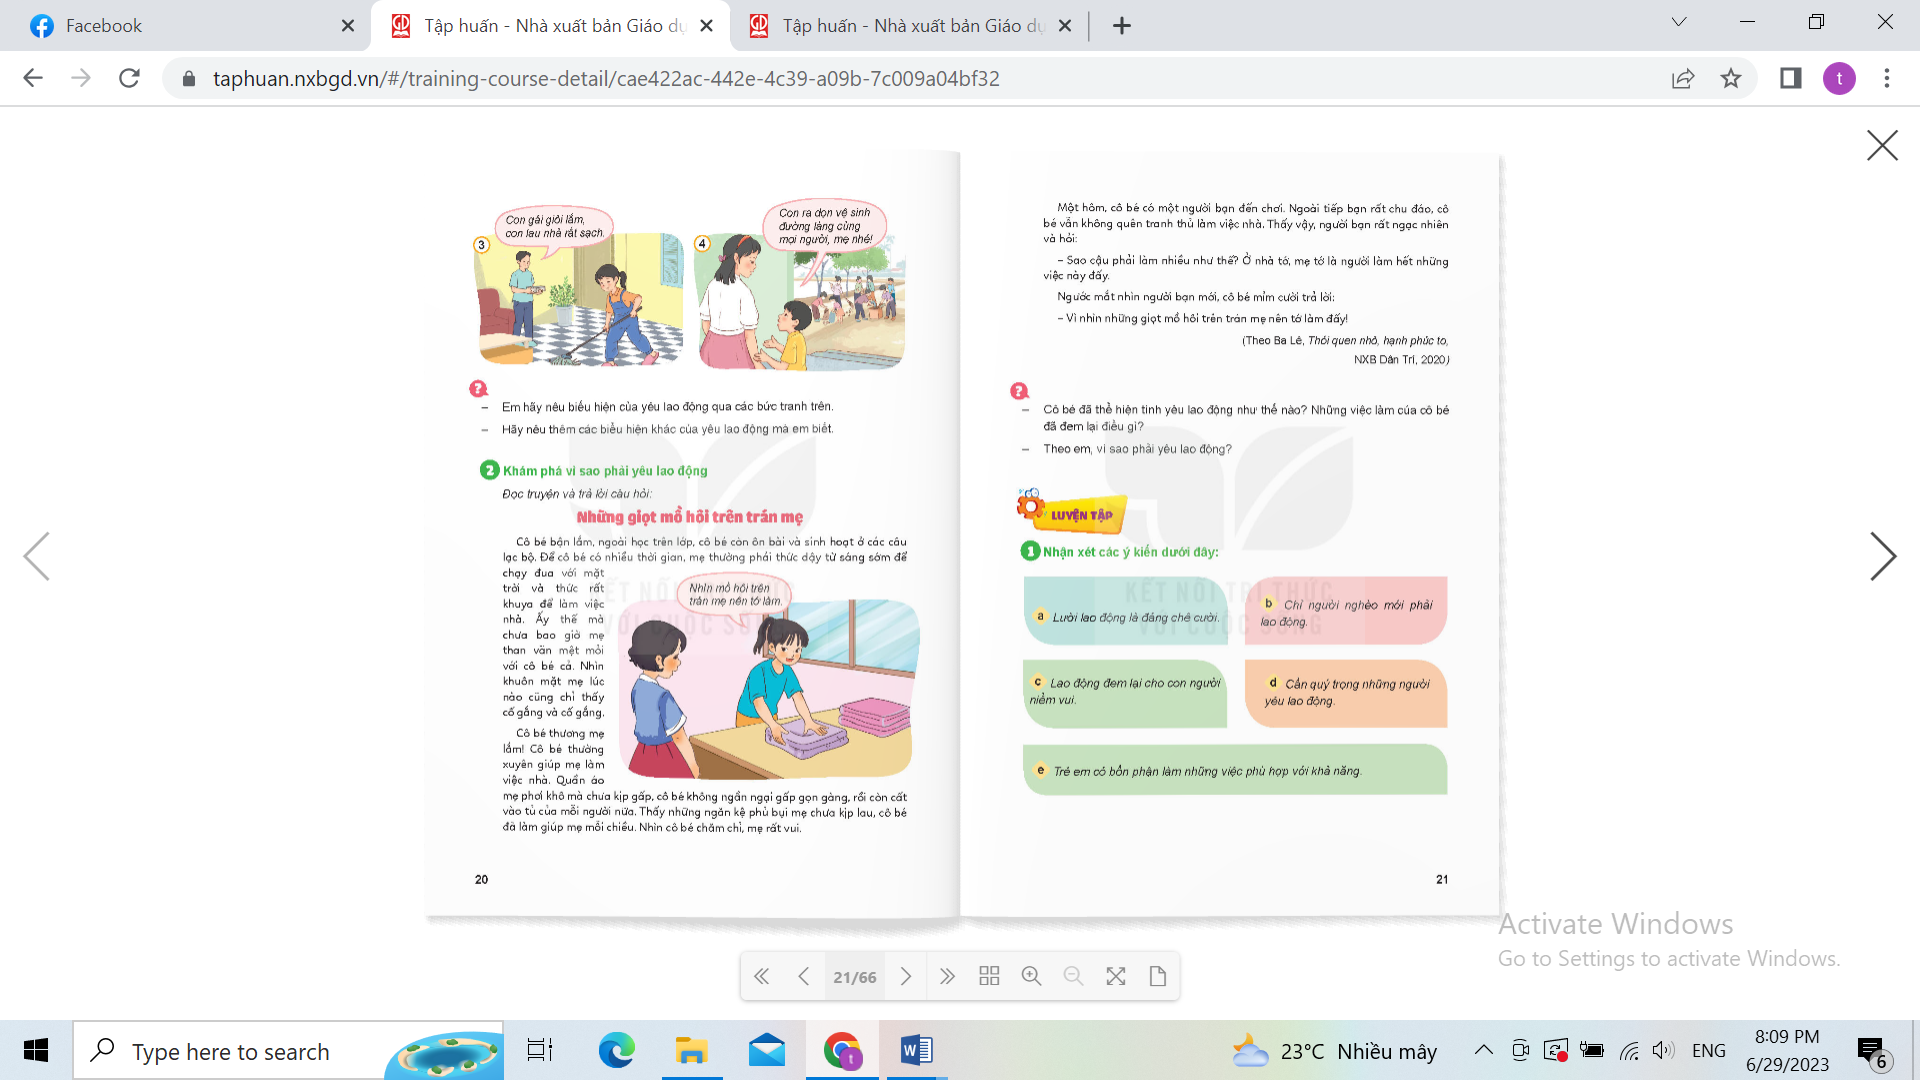 Facebook
Tập huấn - Nhà xuất bản Giáo dụ
Tập huấn - Nhà xuất bản Giáo dụ
taphuan.nxbgd.vn/#/training-course-detail/cae422ac-442e-4c39-a09b-7c009a04bf32
t
3
Con gái giỏi lắm,
con lau nhà rất sạch.
4
Con ra dọn vệ sinh
đường làng cùng
mọi người, mẹ nhé!
?
– Em hãy nêu biểu hiện của yêu lao động qua các bức tranh trên.
– Hãy nêu thêm các biểu hiện khác của yêu lao động mà em biết.
2 Khám phá vì sao phải yêu lao động
Đọc truyện và trả lời câu hỏi:
Những giọt mồ hôi trên trán mẹ
Cô bé bận lắm, ngoài học trên lớp, cô bé còn ôn bài và sinh hoạt ở các câu
lạc bộ. Để cô bé có nhiều thời gian, mẹ thường phải thức dậy từ sáng sớm để
chạy đua với mặt
trời và thức rất
khuya để làm việc
nhà. Ấy thế mà
chưa bao giờ mẹ
than vãn mệt mỏi
với cô bé cả. Nhìn
khuôn mặt mẹ lúc
nào cũng chỉ thấy
cố gắng và cố gắng.
Nhìn mồ hôi trên
trán mẹ nên tớ làm.
Cô bé thương mẹ
lắm! Cô bé thường
xuyên giúp mẹ làm
việc nhà. Quần áo
mẹ phơi khô mà chưa kịp gấp, cô bé không ngần ngại gấp gọn gàng, rồi còn cất
vào tủ của mỗi người nữa. Thấy những ngăn kệ phủ bụi mẹ chưa kịp lau, cô bé
đã làm giúp mẹ mỗi chiều. Nhìn cô bé chăm chỉ, mẹ rất vui.
20
Một hôm, cô bé có một người bạn đến chơi. Ngoài tiếp bạn rất chu đáo, cô
bé vẫn không quên tranh thủ làm việc nhà. Thấy vậy, người bạn rất ngạc nhiên
và hỏi:
– Sao cậu phải làm nhiều như thế? Ở nhà tớ, mẹ tớ là người làm hết những
việc này đấy.
Ngước mắt nhìn người bạn mới, cô bé mỉm cười trả lời:
– Vì nhìn những giọt mồ hôi trên trán mẹ nên tớ làm đấy!
(Theo Ba Lê, Thói quen nhỏ, hạnh phúc to,
NXB Dân Trí, 2020)
?
– Cô bé đã thể hiện tình yêu lao động như thế nào? Những việc làm của cô bé
đã đem lại điều gì?
– Theo em, vì sao phải yêu lao động?
LUYỆN TẬP
1 Nhận xét các ý kiến dưới đây:
a Lười lao động là đáng chê cười.
b Chỉ người nghèo mới phải
lao động.
c Lao động đem lại cho con người
niềm vui.
d Cần quý trọng những người
yêu lao động.
e Trẻ em có bổn phận làm những việc phù hợp với khả năng.
KẾT NỐI TRI THỨC
VỚI CUỘC SỐNG
21
21/66
Activate Windows
Go to Settings to activate Windows.
Type here to search
t
23°C Nhiều mây
ENG
8:09 PM
6/29/2023
6